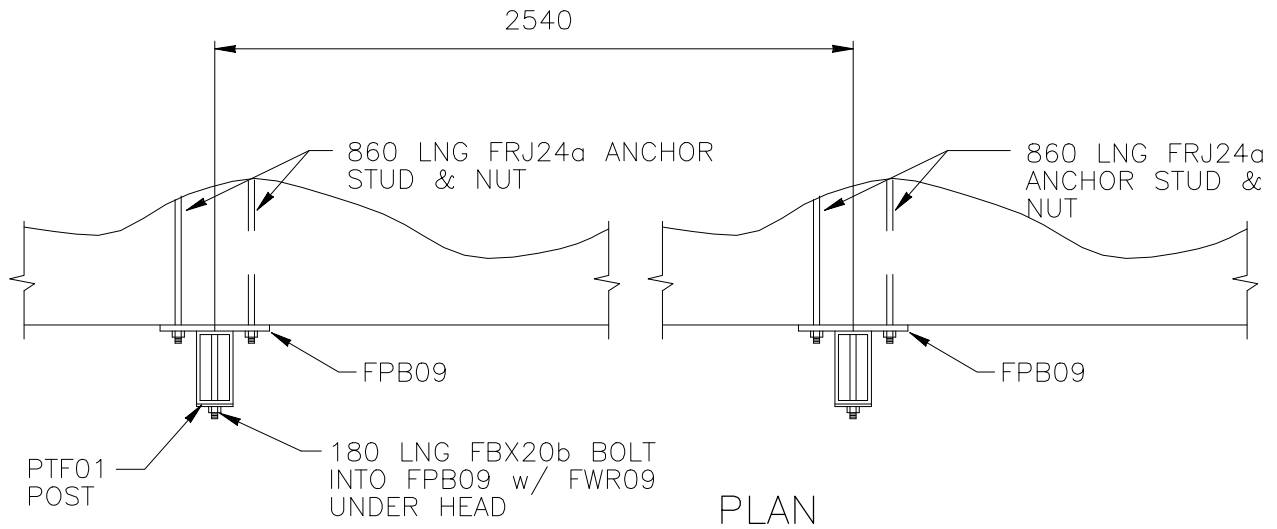 2540
860 LNG FRJ24a ANCHOR
STUD & NUT
860 LNG FRJ24a
ANCHOR STUD &
NUT
FPB09
FPB09
180 LNG FBX20b BOLT
INTO FPB09 w/ FWR09
UNDER HEAD
PTF01
POST
PLAN